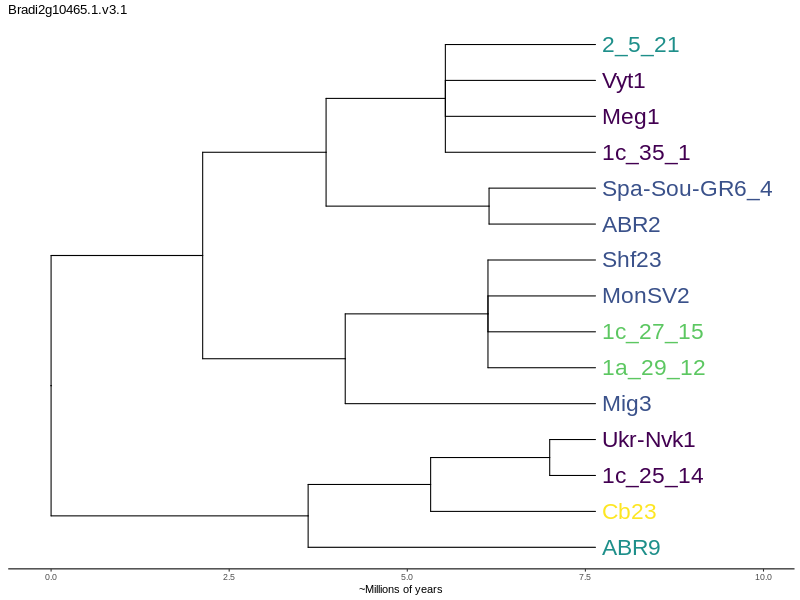 Bradi2g10465.1.v3.1
2_5_21
Vyt1
Meg1
1c_35_1
Spa-Sou-GR6_4
ABR2
Shf23
MonSV2
1c_27_15
1a_29_12
Mig3
Ukr-Nvk1
1c_25_14
Cb23
ABR9
0.0 2.5 5.0 7.5 10.0
~Millions of years